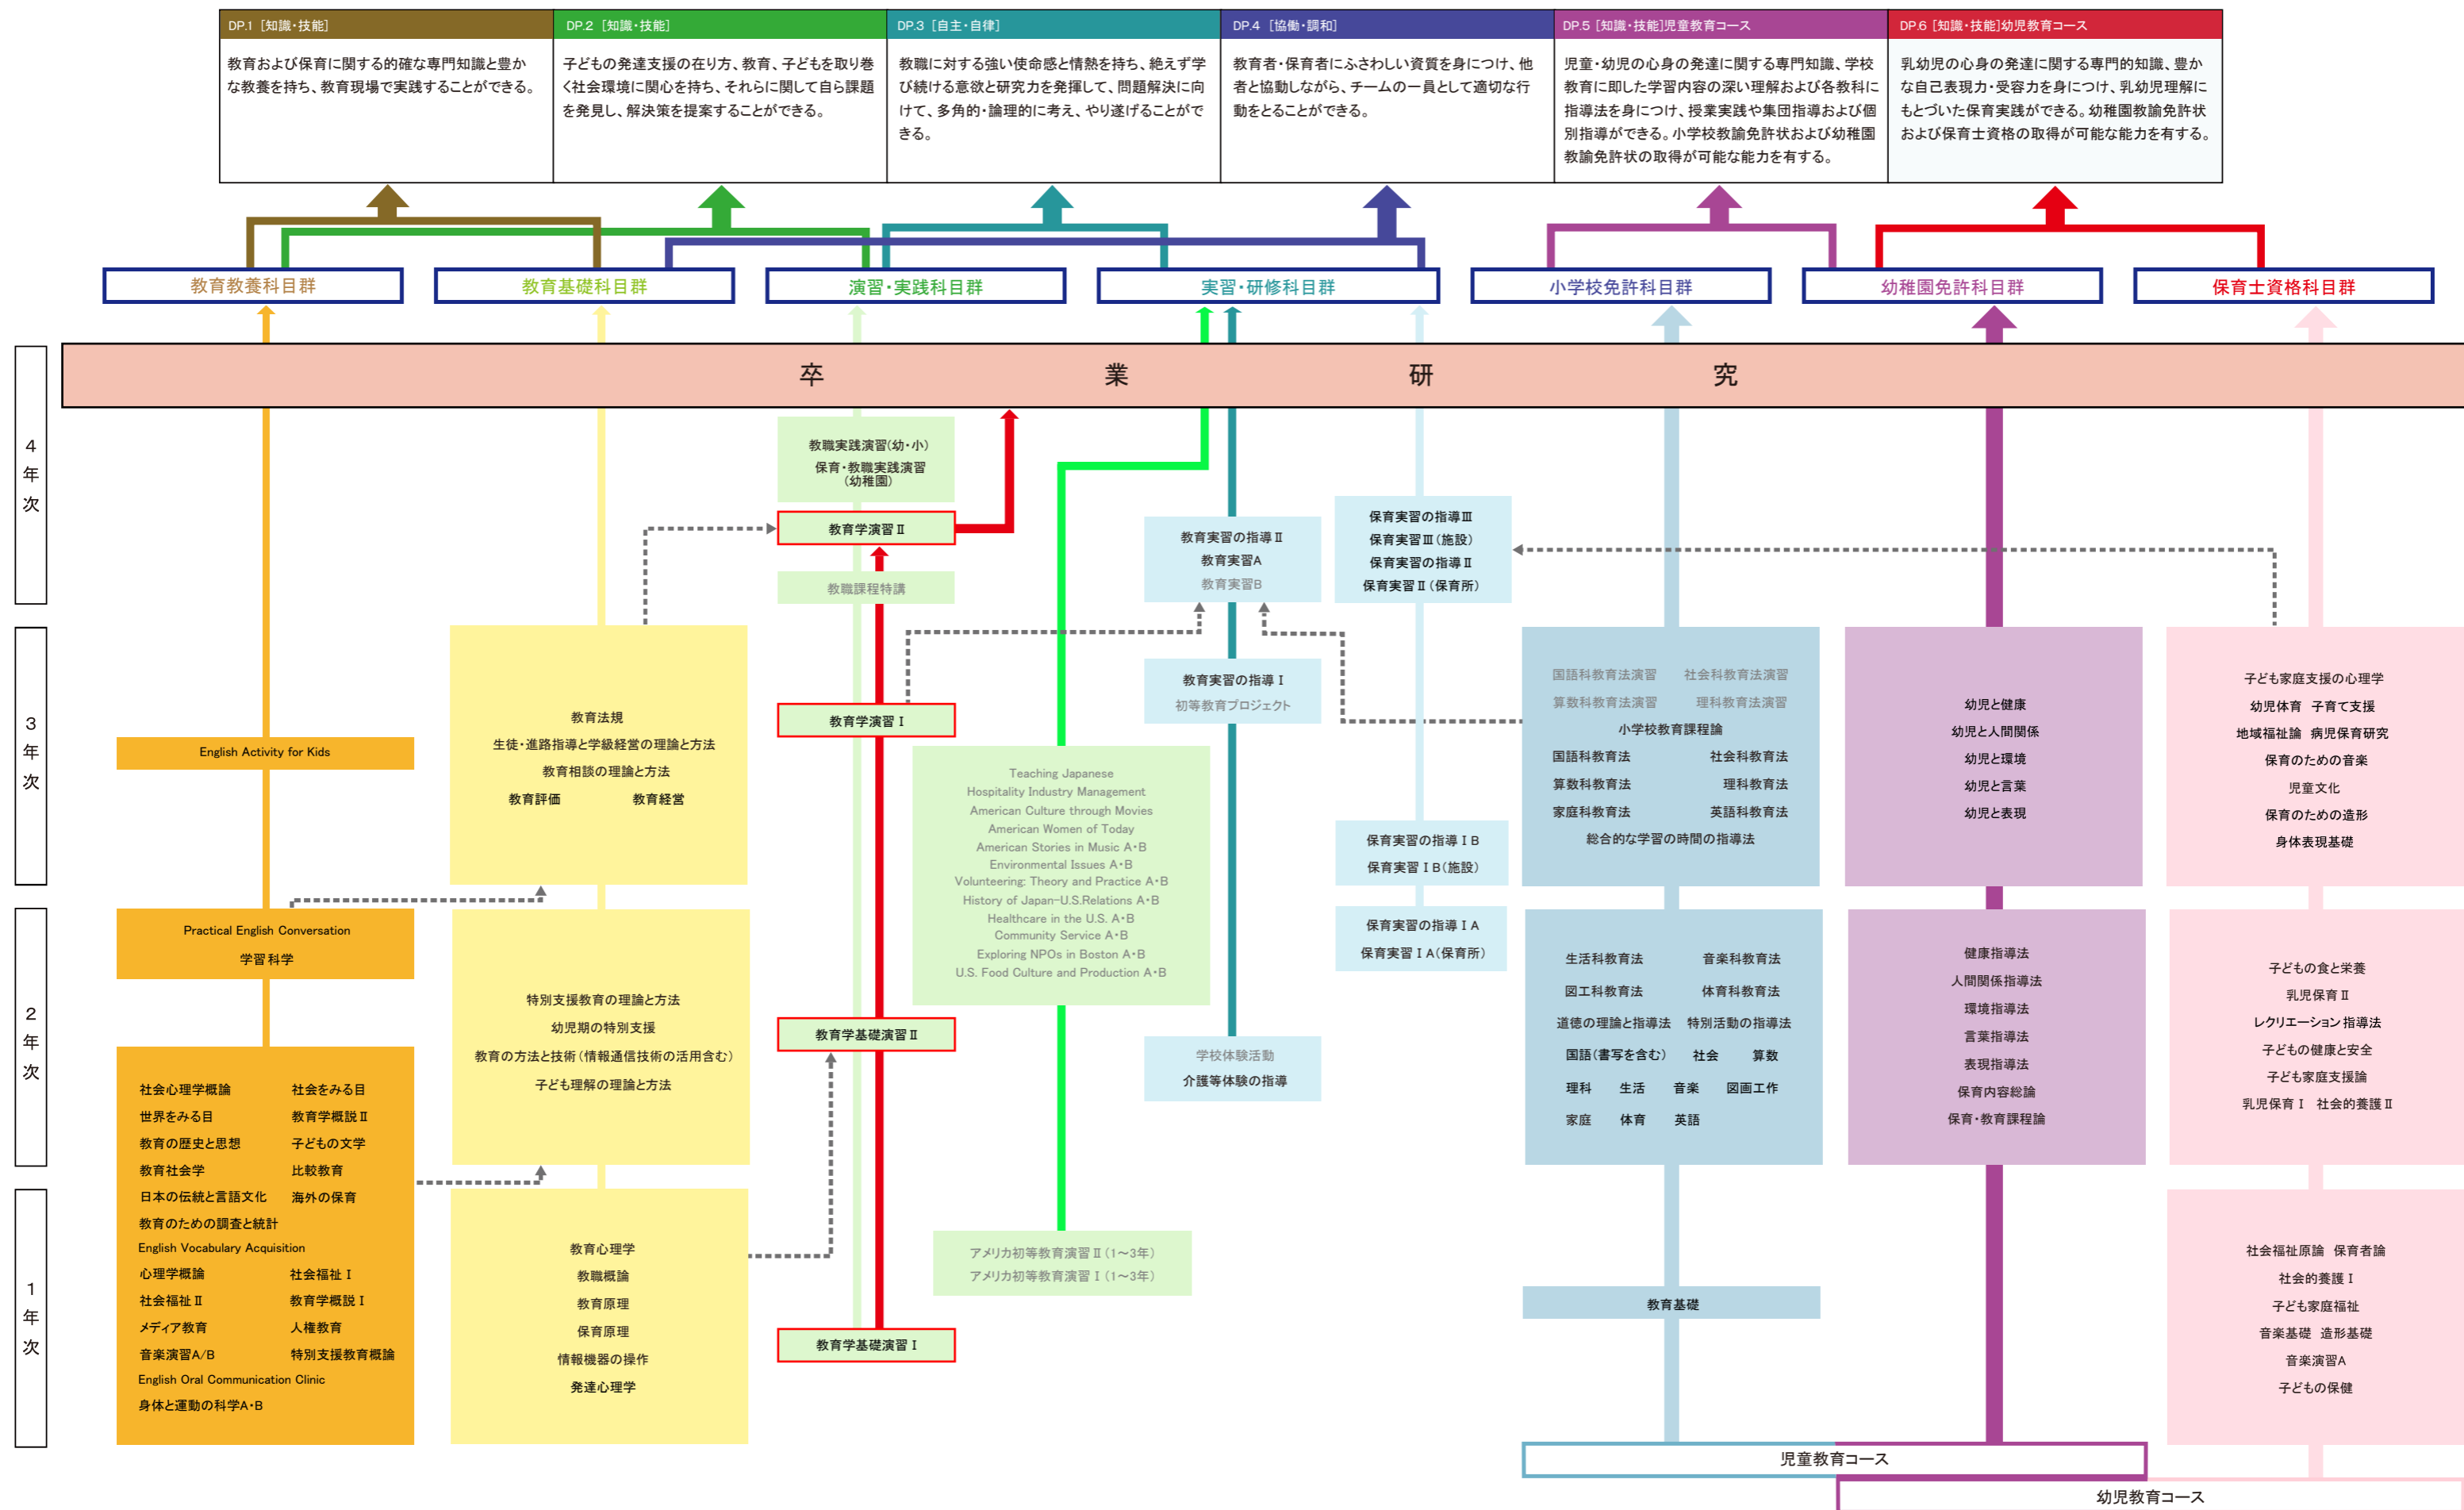 DP.1 [知識・技能]
教育および保育に関する的確な専門知識と豊か
な教養を持ち、教育現場で実践することができる。
DP.2 [知識・技能]
子どもの発達支援の在り方、教育、子どもを取り巻
く社会環境に関心を持ち、それらに関して自ら課題
を発見し、解決策を提案することができる。
DP.3 [自主・自律]
教職に対する強い使命感と情熱を持ち、絶えず学
び続ける意欲と研究力を発揮して、問題解決に向
けて、多角的・論理的に考え、やり遂げることがで
きる。
DP.4 [協働・調和]
教育者・保育者にふさわしい資質を身につけ、他
者と協動しながら、チームの一員として適切な行
動をとることができる。
DP.5 [知識・技能]児童教育コース
児童・幼児の心身の発達に関する専門知識、学校
教育に即した学習内容の深い理解および各教科に
指導法を身につけ、授業実践や集団指導および個
別指導ができる。小学校教諭免許状および幼稚園
教諭免許状の取得が可能な能力を有する。
DP.6 [知識・技能]幼児教育コース
乳幼児の心身の発達に関する専門的知識、豊か
な自己表現力・受容力を身につけ、乳幼児理解に
もとづいた保育実践ができる。幼稚園教諭免許状
および保育士資格の取得が可能な能力を有する。
教育教養科目群
教育基礎科目群
演習・実践科目群
実習・研修科目群
小学校免許科目群
幼稚園免許科目群
保育士資格科目群
卒業研究
4年次
教職実践演習(幼・小)
保育・教職実践演習
(幼稚園)
教育学演習Ⅱ
教職課程特講
教育実習の指導Ⅱ
教育実習A
教育実習B
保育実習の指導Ⅲ
保育実習Ⅲ(施設)
保育実習の指導Ⅱ
保育実習Ⅱ(保育所)
3年次
English Activity for Kids
教育法規
生徒・進路指導と学級経営の理論と方法
教育相談の理論と方法
教育評価 教育経営
教育学演習Ⅰ
Teaching Japanese
Hospitality Industry Management
American Culture through Movies
American Women of Today
American Stories in Music A・B
Environmental Issues A・B
Volunteering: Theory and Practice A・B
History of Japan-U.S.Relations A・B
Healthcare in the U.S. A・B
Community Service A・B
Exploring NPOs in Boston A・B
U.S. Food Culture and Production A・B
教育実習の指導Ⅰ
初等教育プロジェクト
保育実習の指導ⅠB
保育実習ⅠB(施設)
国語科教育法演習 社会科教育法演習
算数科教育法演習 理科教育法演習
小学校教育課程論
国語科教育法 社会科教育法
算数科教育法 理科教育法
家庭科教育法 英語科教育法
総合的な学習の時間の指導法
幼児と健康
幼児と人間関係
幼児と環境
幼児と言葉
幼児と表現
子ども家庭支援の心理学
幼児体育 子育て支援
地域福祉論 病児保育研究
保育のための音楽
児童文化
保育のための造形
身体表現基礎
2年次
Practical English Conversation
学習科学
特別支援教育の理論と方法
幼児期の特別支援
教育の方法と技術(情報通信技術の活用含む)
子ども理解の理論と方法
教育学基礎演習Ⅱ
学校体験活動
介護等体験の指導
保育実習の指導ⅠA
保育実習ⅠA(保育所)
生活科教育法 音楽科教育法
図工科教育法 体育科教育法
道徳の理論と指導法 特別活動の指導法
国語(書写を含む) 社会 算数
理科 生活 音楽 図画工作
家庭 体育 英語
健康指導法
人間関係指導法
環境指導法
言葉指導法
表現指導法
保育内容総論
保育・教育課程論
子どもの食と栄養
乳児保育Ⅱ
レクリエーション指導法
子どもの健康と安全
子ども家庭支援論
乳児保育Ⅰ 社会的養護Ⅱ
1年次
社会心理学概論 社会をみる目
世界をみる目 教育学概説Ⅱ
教育の歴史と思想 子どもの文学
教育社会学 比較教育
日本の伝統と言語文化 海外の保育
教育のための調査と統計
English Vocabulary Acquisition
心理学概論 社会福祉Ⅰ
社会福祉Ⅱ 教育学概説Ⅰ
メディア教育 人権教育
音楽演習A/B 特別支援教育概論
English Oral Communication Clinic
身体と運動の科学A・B
教育心理学
教職概論
教育原理
保育原理
情報機器の操作
発達心理学
教育学基礎演習Ⅰ
アメリカ初等教育演習Ⅱ(1～3年)
アメリカ初等教育演習Ⅰ(1～3年)
教育基礎
社会福祉原論 保育者論
社会的養護Ⅰ
子ども家庭福祉
音楽基礎 造形基礎
音楽演習A
子どもの保健
児童教育コース
幼児教育コース